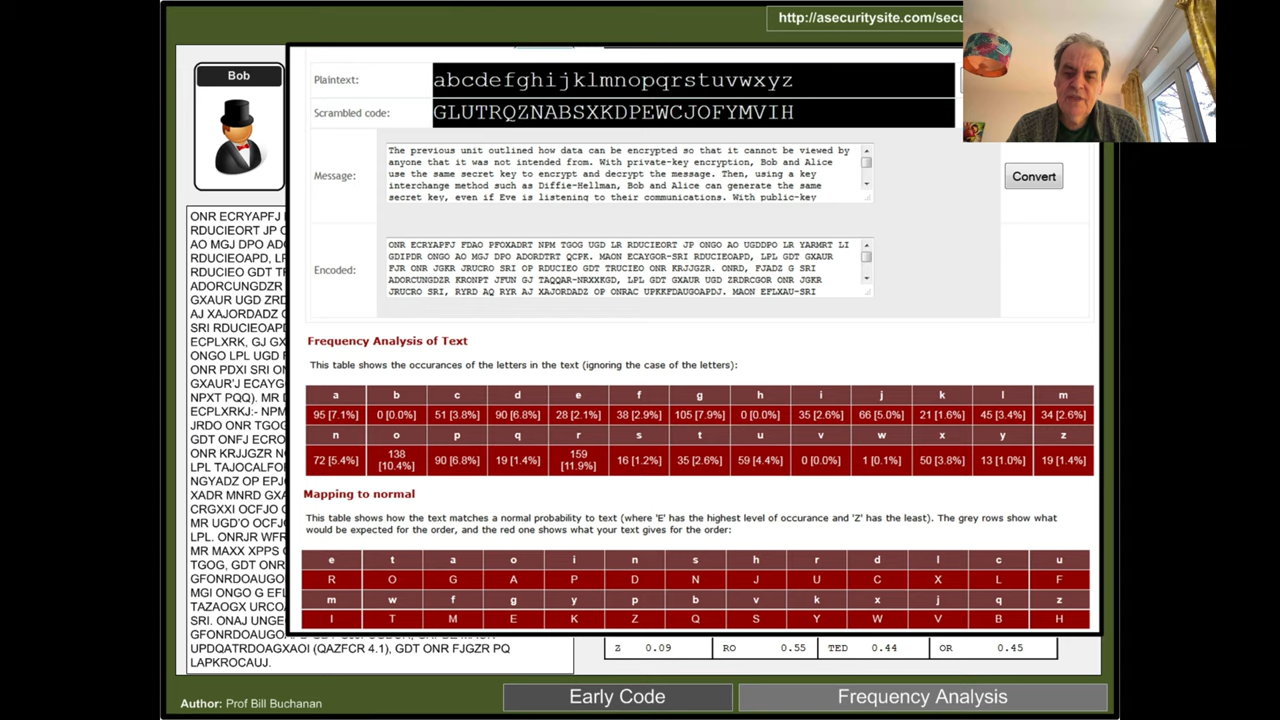 http://asecuritysite.com/secu
Bob
Plaintext:
abcdefghijklmnopqrstuvwxyz
Scrambled code:
GLUTRQZNABSXKDPEWCJOFYMVIH
Message:
The previous unit outlined how data can be encrypted so that it cannot be viewed by
anyone that it was not intended from. With private-key encryption, Bob and Alice
use the same secret key to encrypt and decrypt the message. Then, using a key
interchange method such as Diffie-Hellman, Bob and Alice can generate the same
secret key, even if Eve is listening to their communications. With public-key
Convert
Encoded:
ONR ECRYAPFJ FDAO PFOXADRT NPM TGOG UGD LR RDUCIEORT JP ONGO AO UGDDPO LR YARMRT LI
GDIPDR ONGO AO MGJ DPO ADORDTRT QCPK. MAON ECAYGOR-SRI RDUCIEOAPD, LPL GDT GXAUR
FJR ONR JGKR JRUCRO SRI OP RDUCIEO GDT TRUCIEO ONR KRJJGZR. ONRD, FJADZ G SRI
ADORCUNGDZR KRONPT JFUN GJ TAQQAR-NRXXKGD, LPL GDT GXAUR UGD ZRDRCGOR ONR JGKR
JRUCRO SRI, RYRD AQ RYR AJ XAJORDADZ OP ONRAC UPKKFDAUGOAPDJ. MAON EFLXAU-SRI
ONR ECRYAPFJ
RDUCIEORT JP O
AO MGJ DPO ADO
RDUCIEOAPD, LPL
RDUCIEO GDT TR
ADORCUNGDZR
GXAUR UGD ZRD
AJ XAJORDADZ O
SRI RDUCIEOAPD
ECPLXRK, GJ GX
ONGO LPL UGD
ONR PDXI SRI O
GXAUR'J ECAYG
NPXT PQQ). MR D
ECPLXRKJ:- NPM
JRDO ONR TGOG
GDT ONFJ ECRO
ONR KRJJGZR N
LPL TAJOCALFOR
NGYADZ OP EPJ
XADR MNRD GXA
CRGXXI OCFJO
MR UGD'O OCFJO
LPL. ONRJR WFR
MR MAXX XPPS
TGOG, GDT ONR
GFONRDOAUGO
MGI ONGO G EFL
TAZAOGX URCO
SRI. ONAJ UNGE
UPDQATRDOAGXAOI (QAZFCR 4.1), GDT ONR FJGZR PQ
LAPKROCAUJ.
Frequency Analysis of Text
This table shows the occurances of the letters in the text (ignoring the case of the letters):
a b c d e f g h i j k l m
95 [7.1%] 0 [0.0%] 51 [3.8%] 90 [6.8%] 28 [2.1%] 38 [2.9%] 105 [7.9%] 0 [0.0%] 35 [2.6%] 66 [5.0%] 21 [1.6%] 45 [3.4%] 34 [2.6%]
n o p q r s t u v w x y z
72 [5.4%] 138 [10.4%] 90 [6.8%] 19 [1.4%] 159 [11.9%] 16 [1.2%] 35 [2.6%] 59 [4.4%] 0 [0.0%] 1 [0.1%] 50 [3.8%] 13 [1.0%] 19 [1.4%]
Mapping to normal
This table shows how the text matches a normal probability to text (where 'E' has the highest level of occurance and 'Z' has the least). The grey rows show what
would be expected for the order, and the red one shows what your text gives for the order:
e t a o i n s h r d l c u
R O G A P D N J U C X L F
m w f g y p b v k x j q z
I T M E K Z Q S Y W V B H
Z 0.09 RO 0.55 TED 0.44 OR 0.45
Author: Prof Bill Buchanan
Early Code
Frequency Analysis